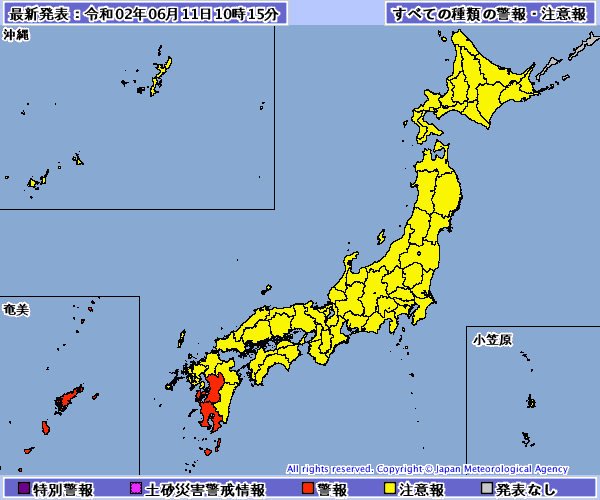 最新発表：令和02年06月11日10時15分
すべての種類の警報・注意報
沖縄
奄美
小笠原
All rights reserved. Copyright © Japan Meteorological Agency
特別警報 土砂災害警戒情報 警報 注意報 発表なし